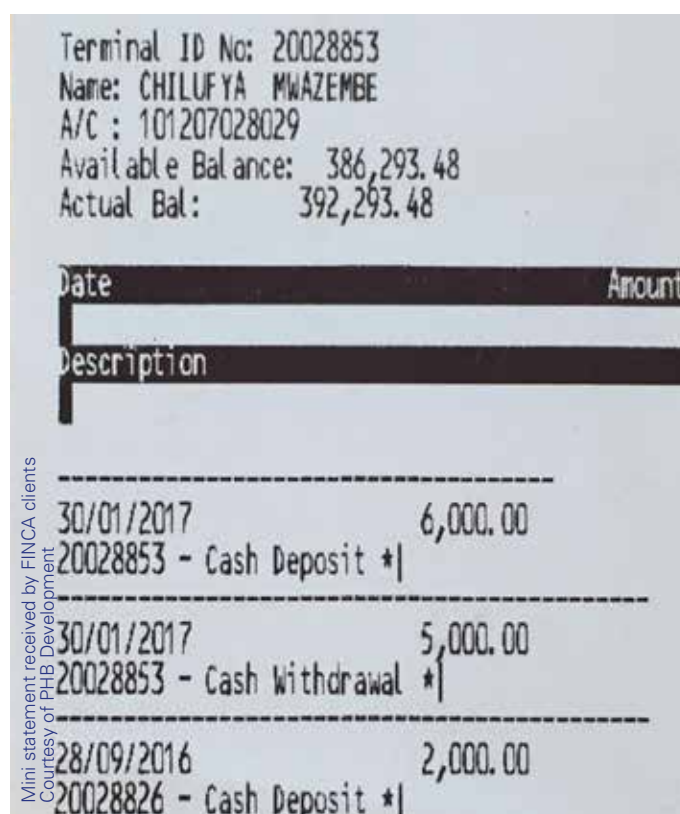 Terminal ID No: 20028853
Name: CHILUFYA MWAZEMBE
A/C : 101207028029
Available Balance: 386,293.48
Actual Bal: 392,293.48
Date Amount
Description
30/01/2017 6,000.00
20028853 - Cash Deposit *|
30/01/2017 5,000.00
20028853 - Cash Withdrawal *|
28/09/2016 2,000.00
20028826 - Cash Deposit *|
Mini statement received by FINCA clients
Courtesy of PHB Development